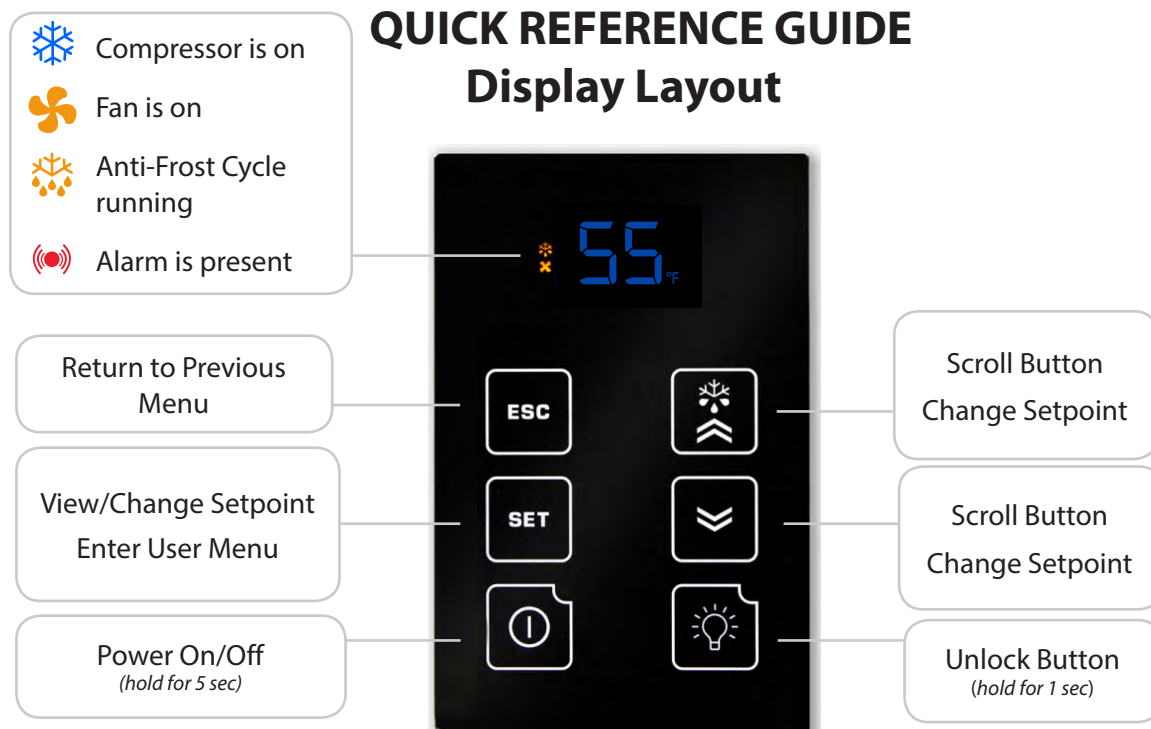 QUICK REFERENCE GUIDE
Display Layout
Compressor is on
Fan is on
Anti-Frost Cycle
running
Alarm is present
55 °F
Return to Previous
Menu
ESC
Scroll Button
Change Setpoint
View/Change Setpoint
Enter User Menu
SET
Scroll Button
Change Setpoint
Power On/Off
(hold for 5 sec)
Unlock Button
(hold for 1 sec)